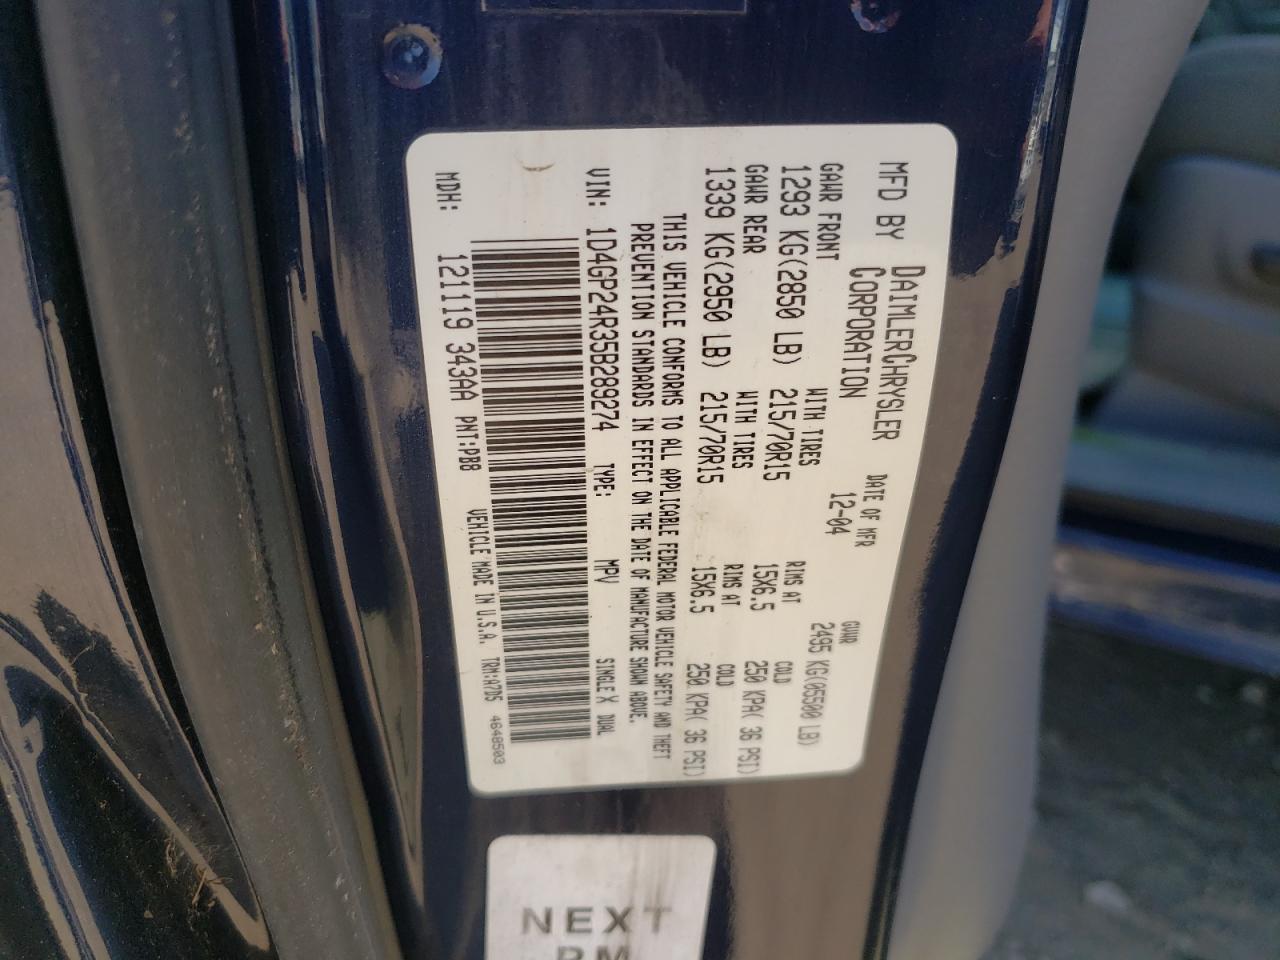 MFD BY DAIMLERCHRYSLER CORPORATION
DATE OF MFR 12-04
GVWR 2495 KG(05500 LB)
GAWR FRONT WITH TIRES RIMS AT COLD
1293 KG(2850 LB) 215/70R15 15X6.5 250 KPA( 36 PSI)
GAWR REAR WITH TIRES RIMS AT COLD
1339 KG(2950 LB) 215/70R15 15X6.5 250 KPA( 36 PSI)
THIS VEHICLE CONFORMS TO ALL APPLICABLE FEDERAL MOTOR VEHICLE SAFETY AND THEFT
PREVENTION STANDARDS IN EFFECT ON THE DATE OF MANUFACTURE SHOWN ABOVE.
VIN: 1D4GP24R35B289274 TYPE: MPV SINGLE X DUAL
MDH: 121119 343AA PNT:PB8 VEHICLE MADE IN U.S.A. TRM:A7D5 4648503
NEXT